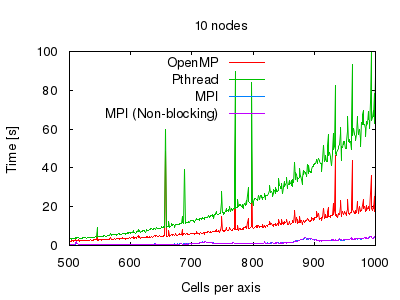 10 nodes
OpenMP
Pthread
MPI
MPI (Non-blocking)
100
80
60
40
20
0
Time [s]
500
600
700
800
900
1000
Cells per axis